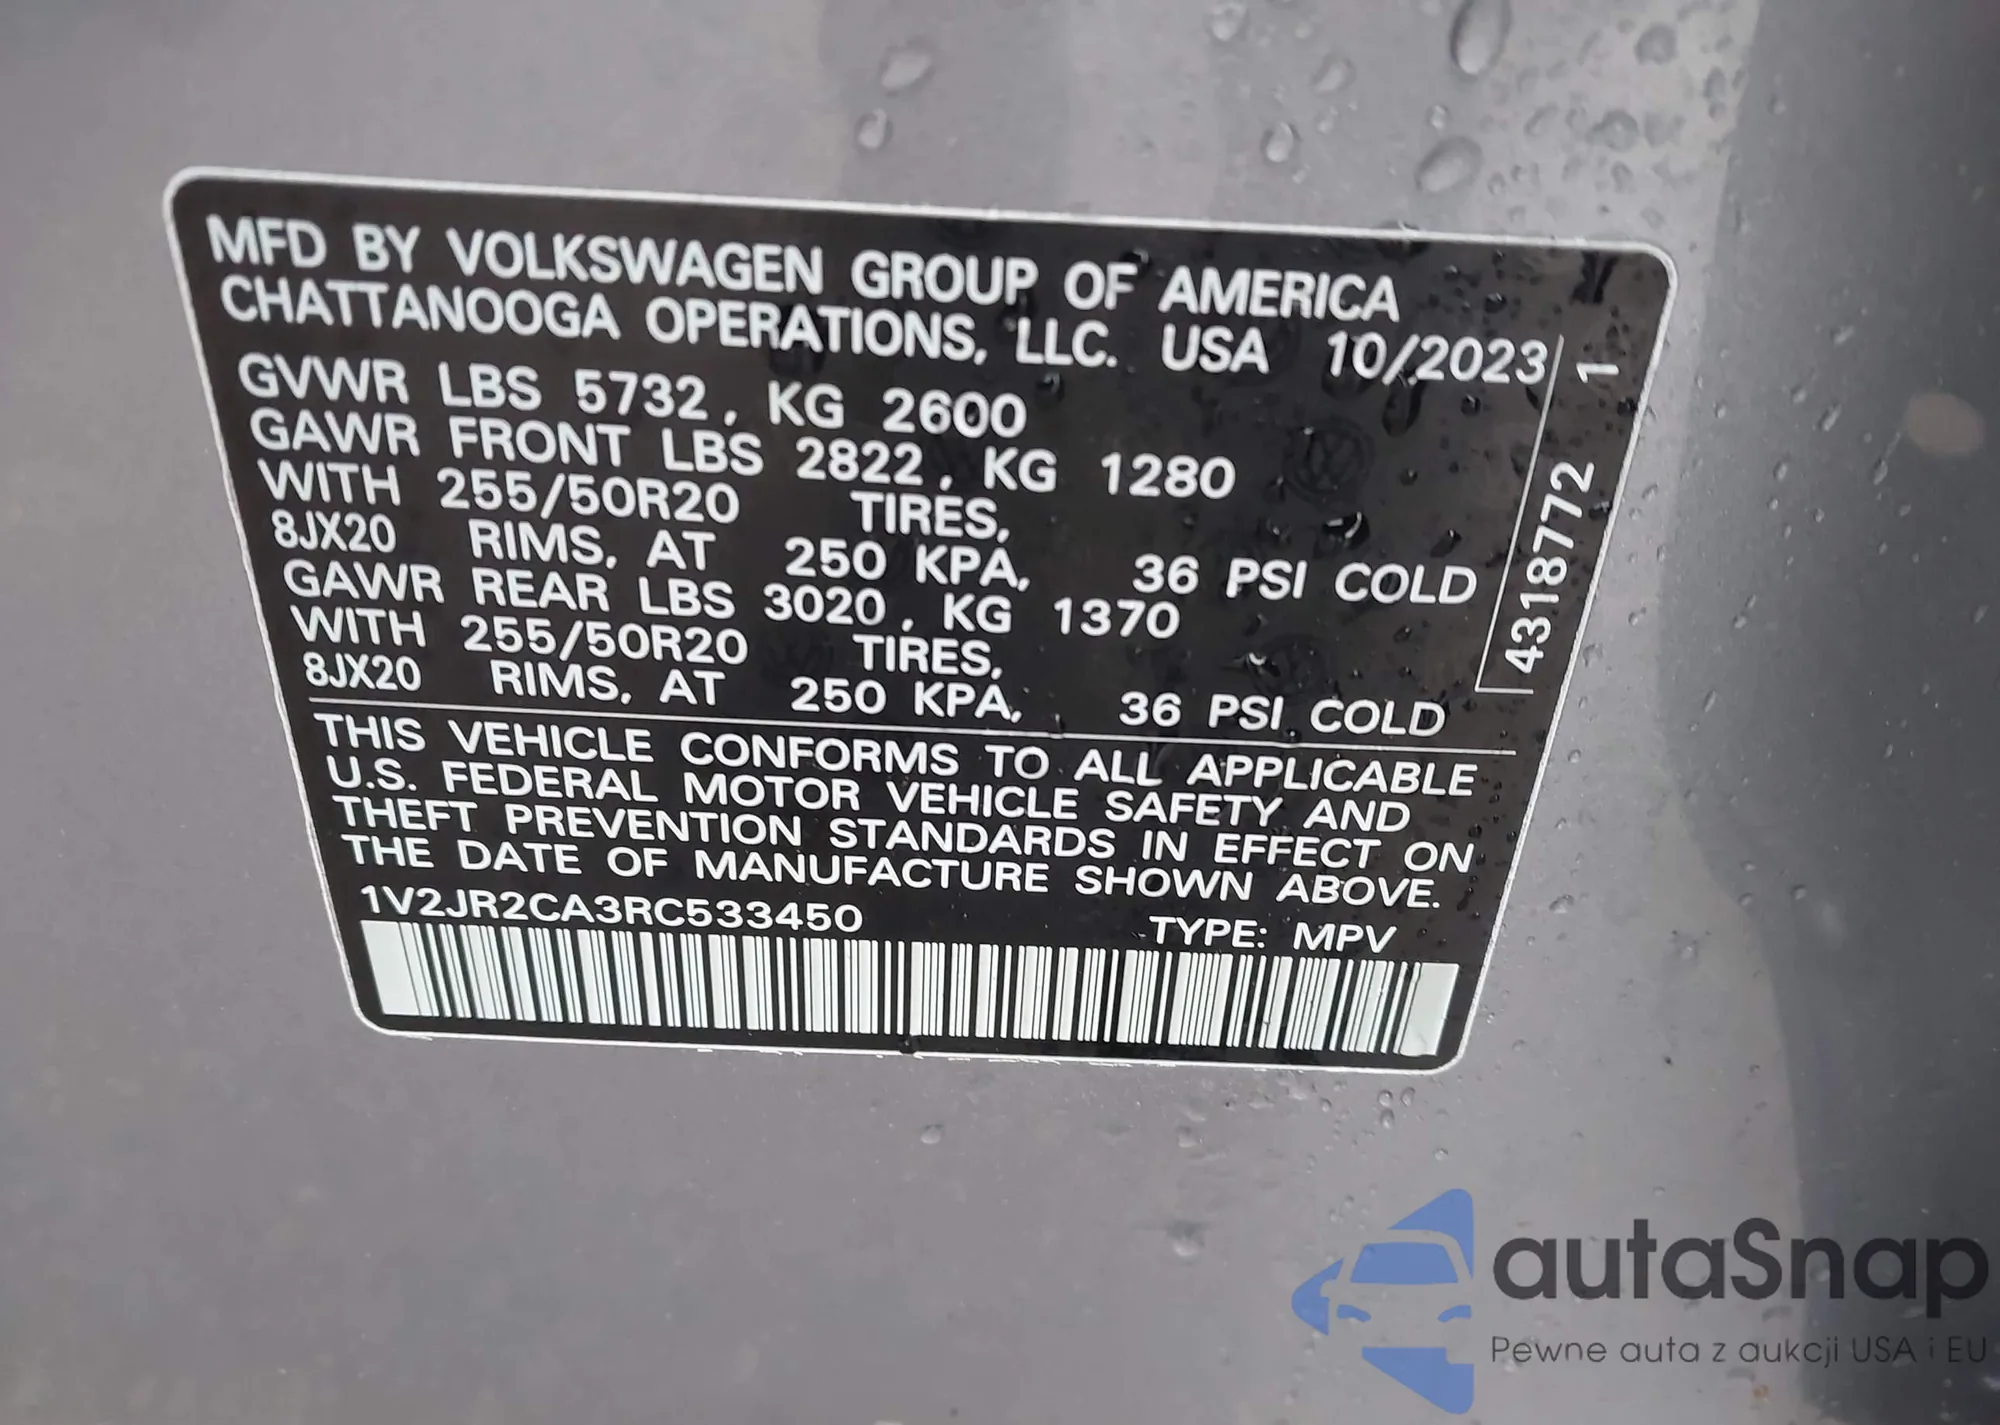 MFD BY VOLKSWAGEN GROUP OF AMERICA
CHATTANOOGA OPERATIONS, LLC. USA 10/2023
GVWR LBS 5732, KG 2600
GAWR FRONT LBS 2822, KG 1280
WITH 255/50R20 TIRES,
8JX20 RIMS, AT 250 KPA, 36 PSI COLD
GAWR REAR LBS 3020, KG 1370
WITH 255/50R20 TIRES,
8JX20 RIMS, AT 250 KPA, 36 PSI COLD
THIS VEHICLE CONFORMS TO ALL APPLICABLE
U.S. FEDERAL MOTOR VEHICLE SAFETY AND
THEFT PREVENTION STANDARDS IN EFFECT ON
THE DATE OF MANUFACTURE SHOWN ABOVE.
1V2JR2CA3RC533450 TYPE: MPV
4318772 1
autaSnap
Pewne auta z aukcji USA i EU